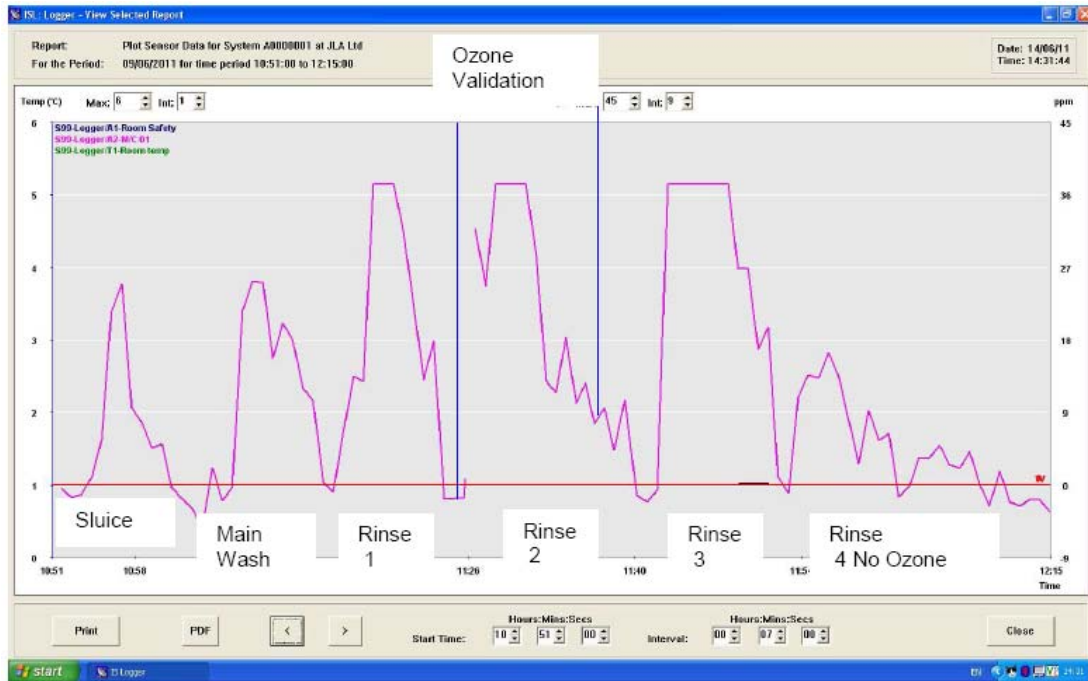 ISL: Logger - View Selected Report
Report: Plot Sensor Data for System A0000001 at JLA Ltd
For the Period: 09/06/2011 for time period 10:51:00 to 12:15:00
Date: 14/06/11
Time: 14:31:44
Ozone
Validation
Temp (°C) Max: 6 Int: 1 45 Int: 9 ppm
S99-Logger/A1-Room Safety
S99-Logger/A2-M/C 01
S99-Logger/T1-Room temp
6 45
5 36
4 27
3 18
2 9
1 0
0 -9
Sluice
Main
Wash
Rinse
1
Rinse
2
Rinse
3
Rinse
4 No Ozone
10:51 10:58 11:26 11:40 12:15
Time
Print PDF < >
Hours:Mins:Secs
Start Time: 10 51 00
Hours:Mins:Secs
Interval: 00 07 00
Close
start EN 14:31